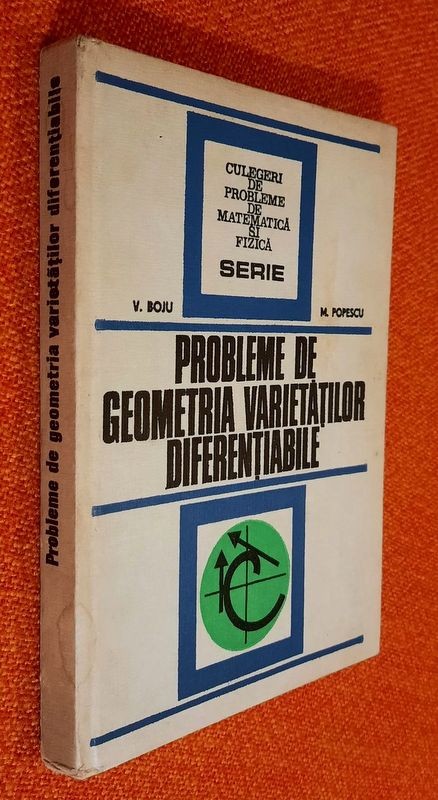 Probleme de geometria varietăților diferențiabile
CULEGERI
DE
PROBLEME
DE
MATEMATICĂ
ȘI
FIZICĂ
SERIE
V. BOJU M. POPESCU
PROBLEME DE
GEOMETRIA VARIETĂȚILOR
DIFERENȚIABILE